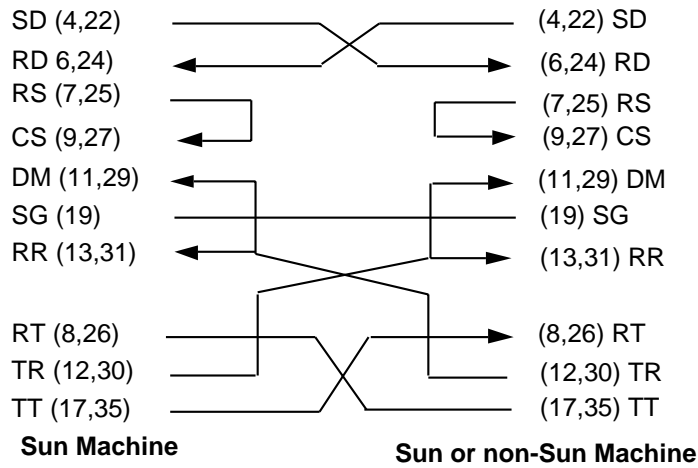 SD (4,22) (4,22) SD
RD 6,24) (6,24) RD
RS (7,25) (7,25) RS
CS (9,27) (9,27) CS
DM (11,29) (11,29) DM
SG (19) (19) SG
RR (13,31) (13,31) RR
RT (8,26) (8,26) RT
TR (12,30) (12,30) TR
TT (17,35) (17,35) TT
Sun Machine Sun or non-Sun Machine